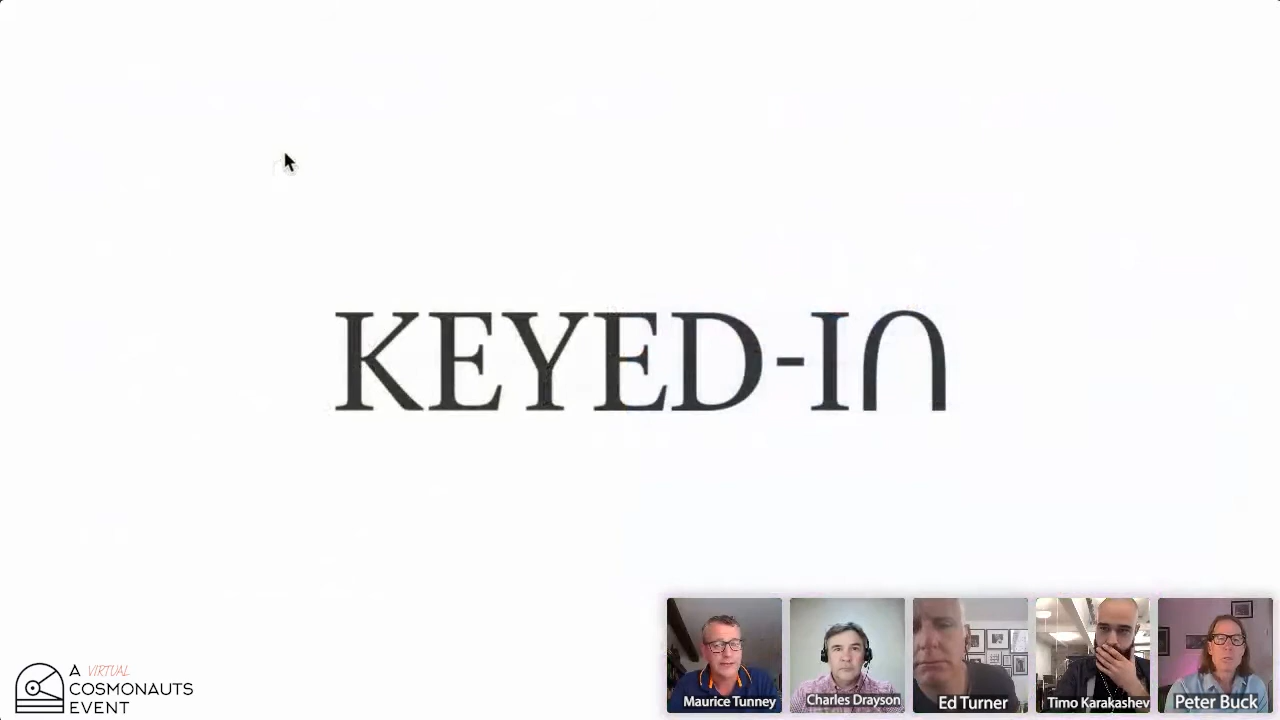 KEYED-IN
Maurice Tunney
Charles Drayson
Ed Turner
Timo Karakashev
Peter Buck
A VIRTUAL
COSMONAUTS
EVENT